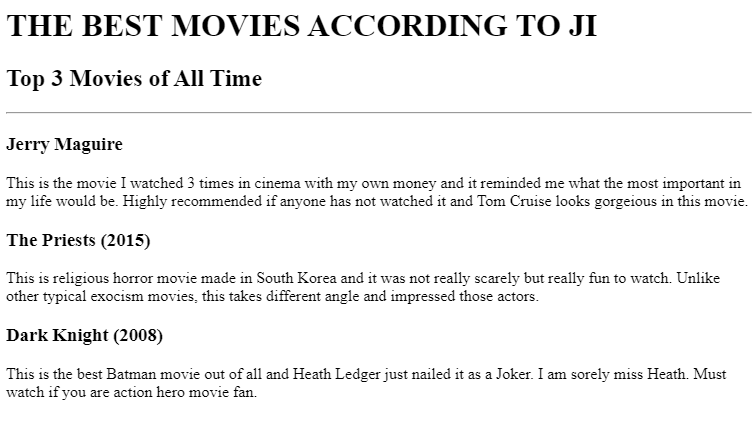 THE BEST MOVIES ACCORDING TO JI
Top 3 Movies of All Time
Jerry Maguire
This is the movie I watched 3 times in cinema with my own money and it reminded me what the most important in
my life would be. Highly recommended if anyone has not watched it and Tom Cruise looks gorgeious in this movie.
The Priests (2015)
This is religious horror movie made in South Korea and it was not really scarely but really fun to watch. Unlike
other typical exocism movies, this takes different angle and impressed those actors.
Dark Knight (2008)
This is the best Batman movie out of all and Heath Ledger just nailed it as a Joker. I am sorely miss Heath. Must
watch if you are action hero movie fan.